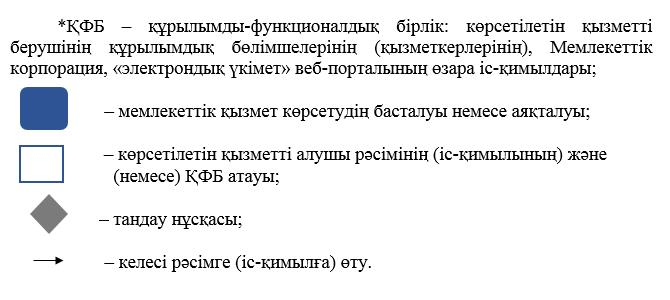 *ҚФБ – құрылымды-функционалдық бірлік: көрсетілетін қызметті
берушінің құрылымдық бөлімшелерінің (қызметкерлерінің), Мемлекеттік
корпорация, «электрондық үкімет» веб-порталының өзара іс-қимылдары;
– мемлекеттік қызмет көрсетудің басталуы немесе аяқталуы;
– көрсетілетін қызметті алушы рәсімінің (іс-қимылының) және
(немесе) ҚФБ атауы;
– таңдау нұсқасы;
– келесі рәсімге (іс-қимылға) өту.